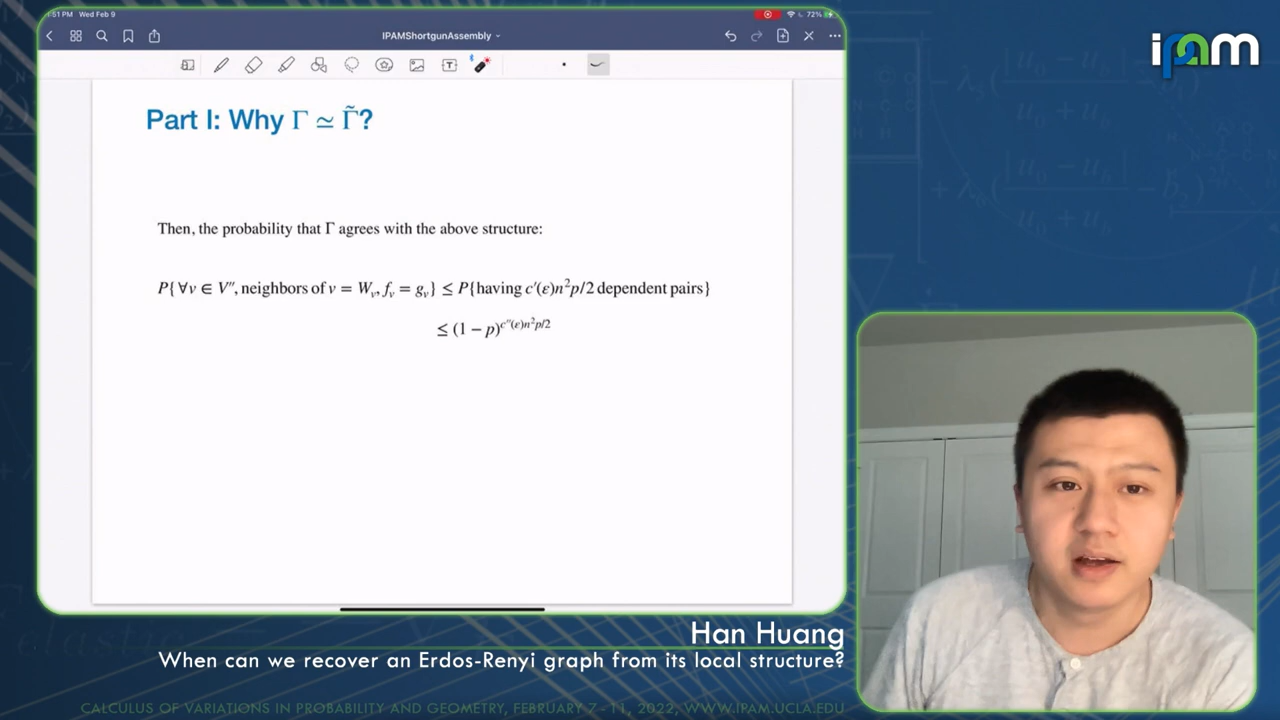 :51 PM Wed Feb 9
72%
IPAMShortgunAssembly
ipam
Part I: Why Γ ≃ Γ̃?
Then, the probability that Γ agrees with the above structure:
P{ ∀v ∈ V″, neighbors of v = W_v, f_v = g_v} ≤ P{having c′(ε)n²p/2 dependent pairs}
≤ (1 − p)^{c″(ε)n²p/2}
Han Huang
When can we recover an Erdos-Renyi graph from its local structure?
CALCULUS OF VARIATIONS IN PROBABILITY AND GEOMETRY, FEBRUARY 7 - 11, 2022, WWW.IPAM.UCLA.EDU